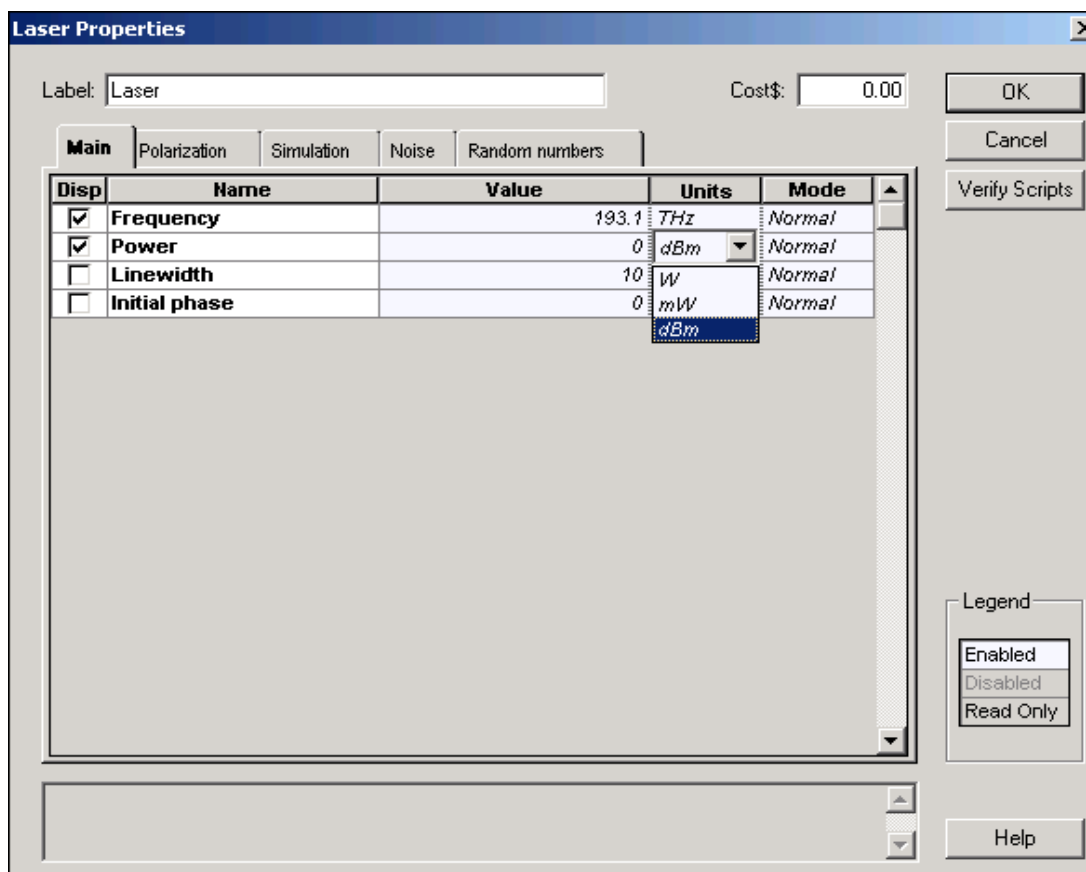 Laser Properties
Label: Laser Cost$: 0.00 OK
Cancel
Main Polarization Simulation Noise Random numbers
Verify Scripts
Disp Name Value Units Mode
Frequency 193.1 THz Normal
Power 0 dBm Normal
Linewidth 10 W Normal
Initial phase 0 mW Normal
dBm
Legend
Enabled
Disabled
Read Only
Help